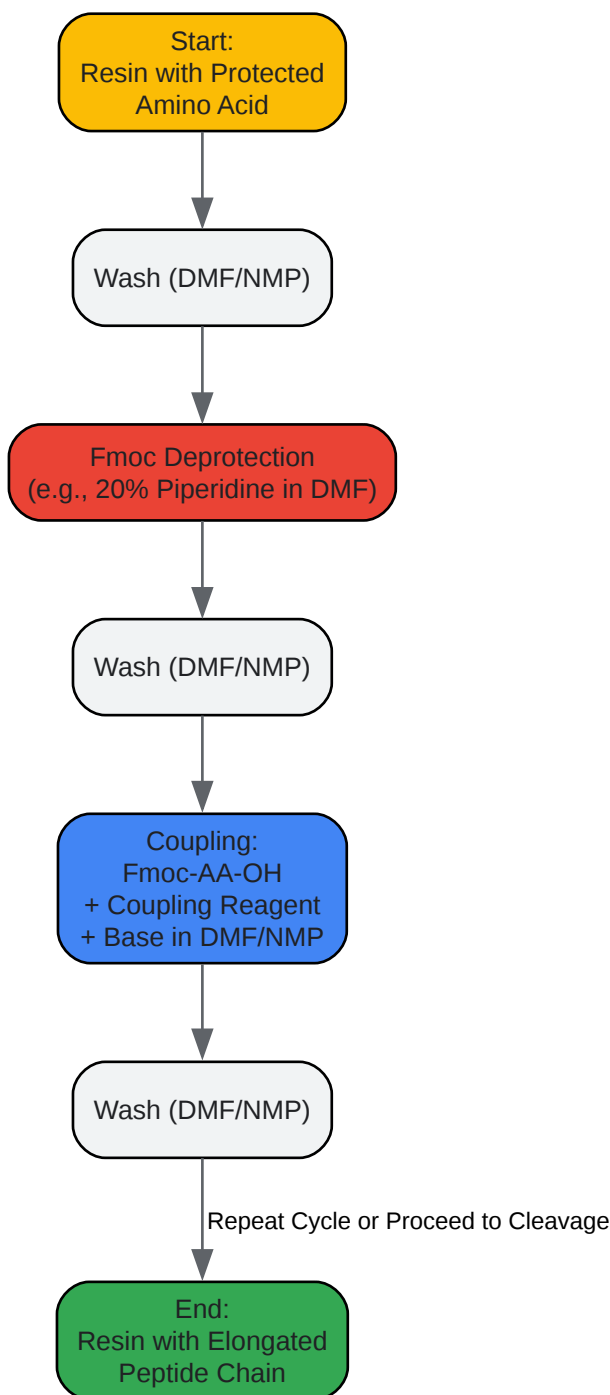 Start:
Resin with Protected
Amino Acid
Wash (DMF/NMP)
Fmoc Deprotection
(e.g., 20% Piperidine in DMF)
Wash (DMF/NMP)
Coupling:
Fmoc-AA-OH
+ Coupling Reagent
+ Base in DMF/NMP
Wash (DMF/NMP)
Repeat Cycle or Proceed to Cleavage
End:
Resin with Elongated
Peptide Chain